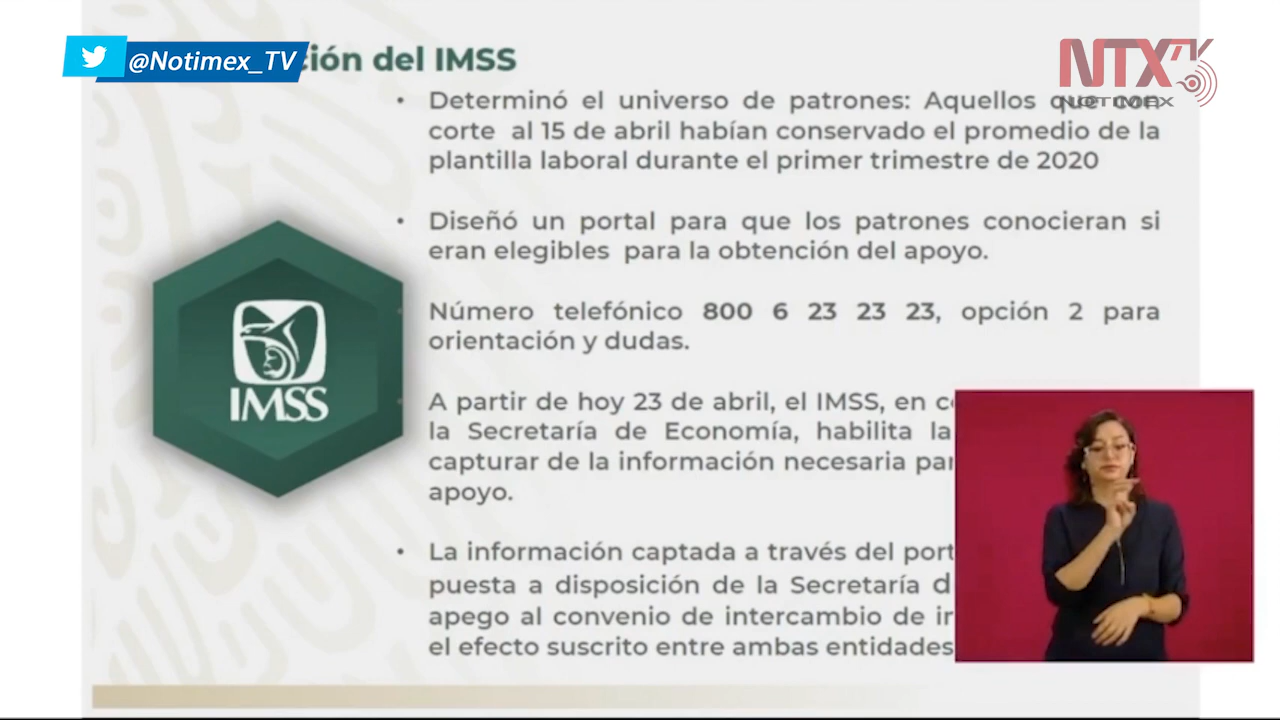 @Notimex_TV
ción del IMSS
NTX TV
NOTIMEX
• Determinó el universo de patrones: Aquellos que
corte al 15 de abril habían conservado el promedio de la
plantilla laboral durante el primer trimestre de 2020
• Diseñó un portal para que los patrones conocieran si
eran elegibles para la obtención del apoyo.
Número telefónico 800 6 23 23 23, opción 2 para
orientación y dudas.
A partir de hoy 23 de abril, el IMSS, en
la Secretaría de Economía, habilita la
capturar de la información necesaria
apoyo.
• La información captada a través del
puesta a disposición de la Secretaría
apego al convenio de intercambio de
el efecto suscrito entre ambas entidades
IMSS